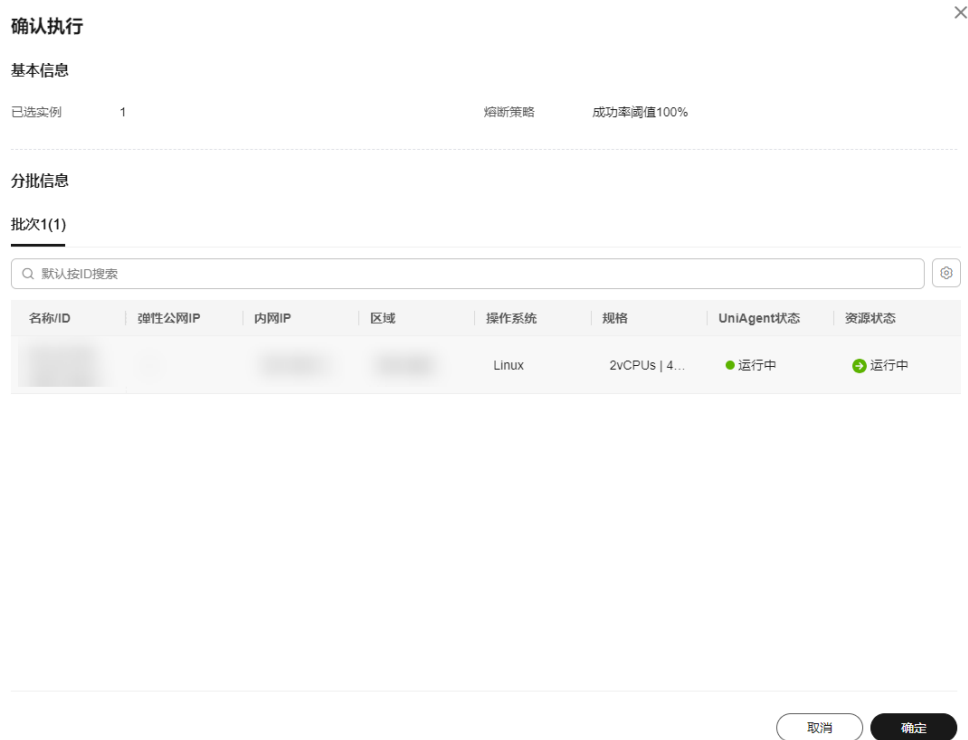 确认执行
基本信息
已选实例 1 熔断策略 成功率阈值100%
分批信息
批次1(1)
默认按ID搜索
名称/ID 弹性公网IP 内网IP 区域 操作系统 规格 UniAgent状态 资源状态
Linux 2vCPUs | 4... 运行中 运行中
取消 确定